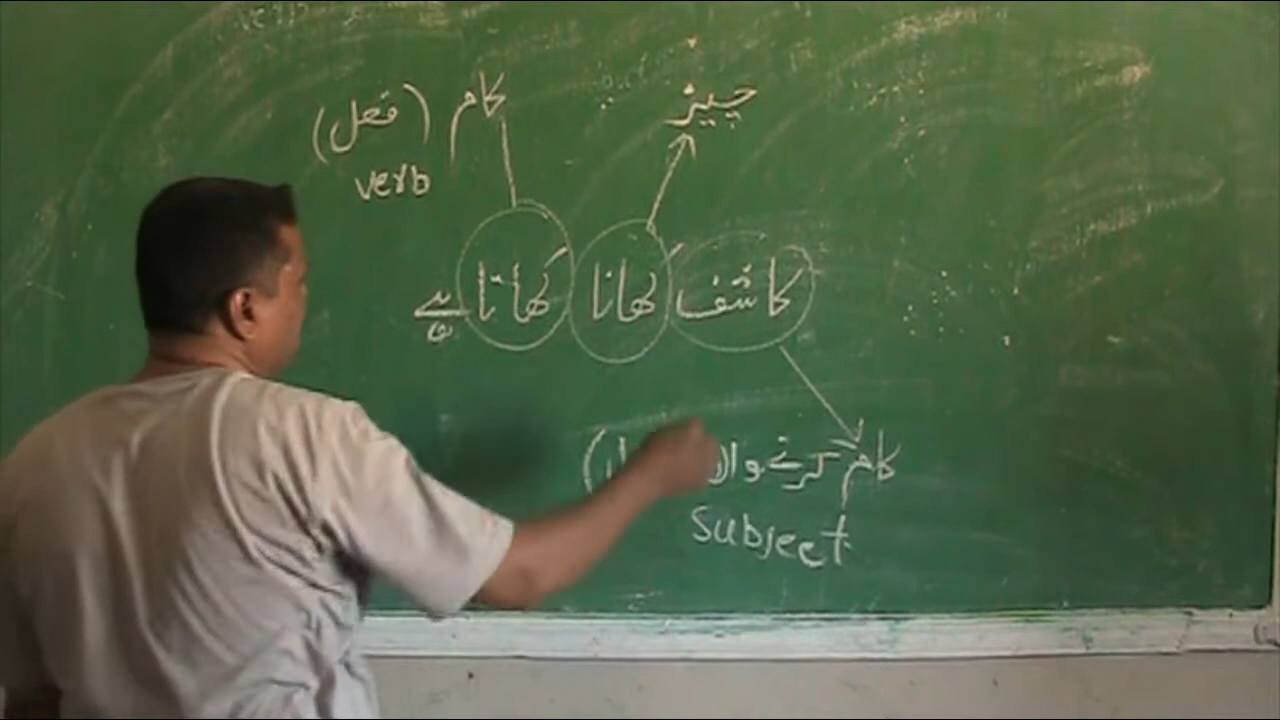 چیز
کام (فعل)
verb
کاشف کھانا کھاتا ہے
کام کرنے والا (
subject